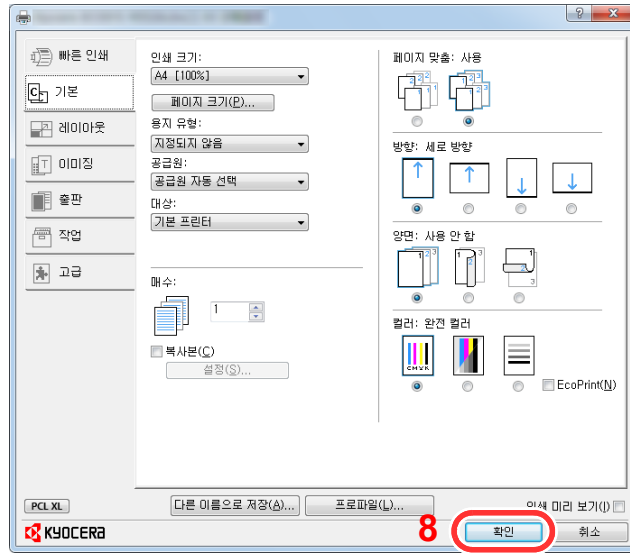 빠른 인쇄
기본
레이아웃
이미징
출판
작업
고급
인쇄 크기:
A4 [100%]
페이지 크기(P)...
용지 유형:
지정되지 않음
공급원:
공급원 자동 선택
대상:
기본 프린터
매수:
1
복사본(C)
설정(S)...
페이지 맞춤: 사용
방향: 세로 방향
양면: 사용 안 함
컬러: 완전 컬러
CMYK
EcoPrint(N)
PCL XL
다른 이름으로 저장(A)...
프로파일(L)...
인쇄 미리 보기(I)
KYOCERA
8
확인
취소